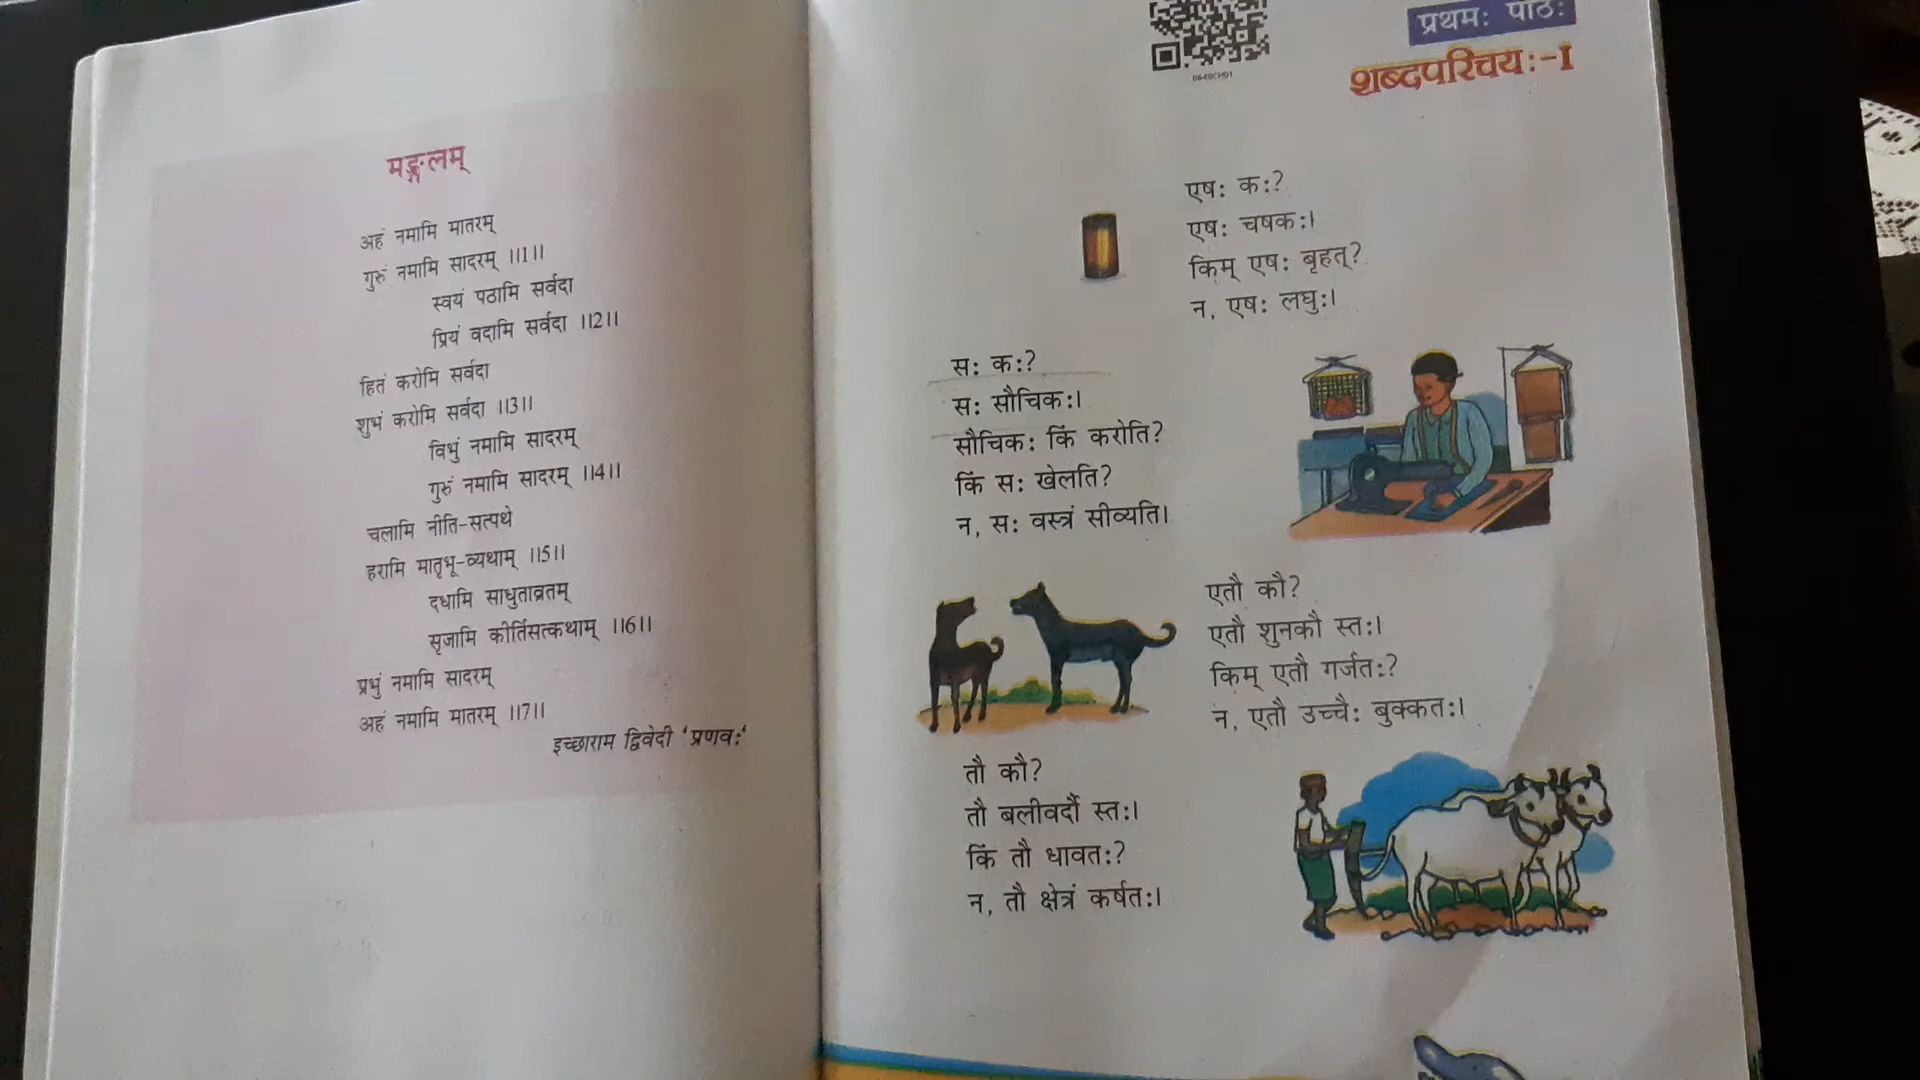 मङ्गलम्
अहं नमामि मातरम्
गुरुं नमामि सादरम् ।।1।।
स्वयं पठामि सर्वदा
प्रियं वदामि सर्वदा ।।2।।
हितं करोमि सर्वदा
शुभं करोमि सर्वदा ।।3।।
विभुं नमामि सादरम्
गुरुं नमामि सादरम् ।।4।।
चलामि नीति-सत्पथे
हरामि मातृभू-व्यथाम् ।।5।।
दधामि साधुताव्रतम्
सृजामि कीर्तिसत्कथाम् ।।6।।
प्रभुं नमामि सादरम्
अहं नमामि मातरम् ।।7।।
इच्छाराम द्विवेदी ‘प्रणवः‘
0649CH01
प्रथमः पाठः
शब्दपरिचयः-I
एषः कः?
एषः चषकः।
किम् एषः बृहत्?
न, एषः लघुः।
सः कः?
सः सौचिकः।
सौचिकः किं करोति?
किं सः खेलति?
न, सः वस्त्रं सीव्यति।
एतौ कौ?
एतौ शुनकौ स्तः।
किम् एतौ गर्जतः?
न, एतौ उच्चैः बुक्कतः।
तौ कौ?
तौ बलीवर्दौ स्तः।
किं तौ धावतः?
न, तौ क्षेत्रं कर्षतः।